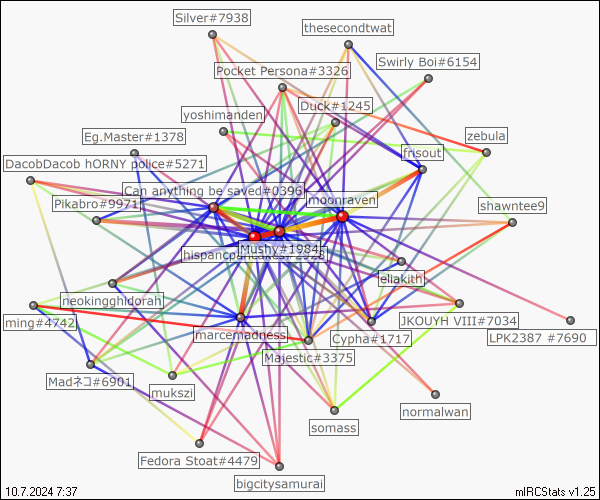 Silver#7938
thesecondtwat
Swirly Boi#6154
Pocket Persona#3326
Duck#1245
yoshimanden
Eg.Master#1378
zebula
frisout
DacobDacob hORNY police#5271
Can anything be saved#0396
moonraven
Pikabro#9971
shawntee9
Mushy#1984
hispancpancakes#2928
eliakith
neokingghidorah
ming#4742
JKOUYH VIII#7034
marcemadness
Cypha#1717
LPK2387 #7690
Majestic#3375
Madネコ#6901
mukszi
normalwan
somass
Fedora Stoat#4479
bigcitysamurai
10.7.2024 7:37
mIRCStats v1.25